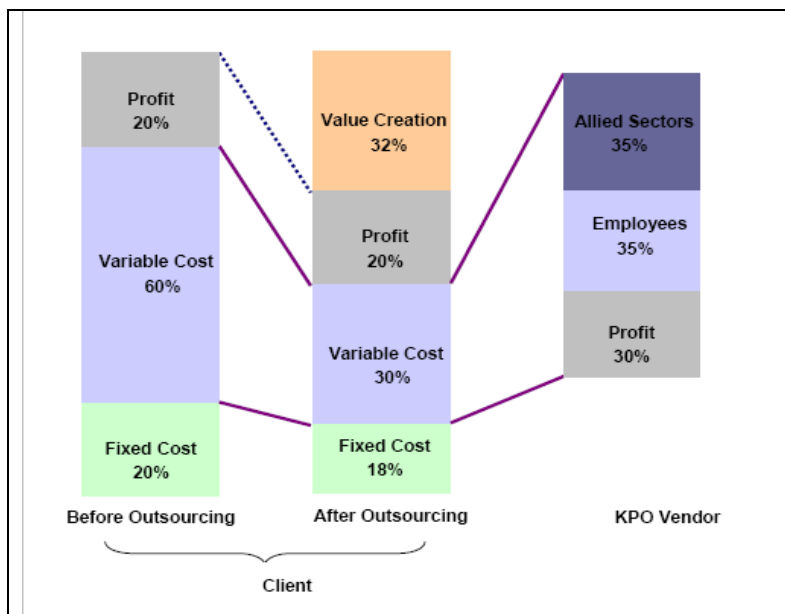 Profit
20%
Variable Cost
60%
Fixed Cost
20%
Before Outsourcing
Value Creation
32%
Profit
20%
Variable Cost
30%
Fixed Cost
18%
After Outsourcing
Client
Allied Sectors
35%
Employees
35%
Profit
30%
KPO Vendor